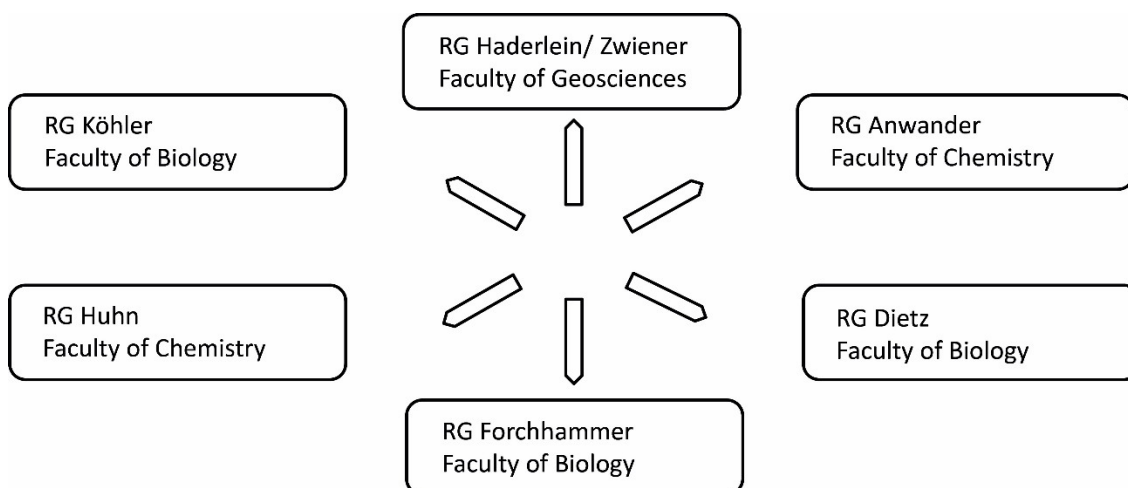 RG Haderlein/ Zwiener
Faculty of Geosciences
RG Köhler
Faculty of Biology
RG Anwander
Faculty of Chemistry
RG Huhn
Faculty of Chemistry
RG Dietz
Faculty of Biology
RG Forchhammer
Faculty of Biology